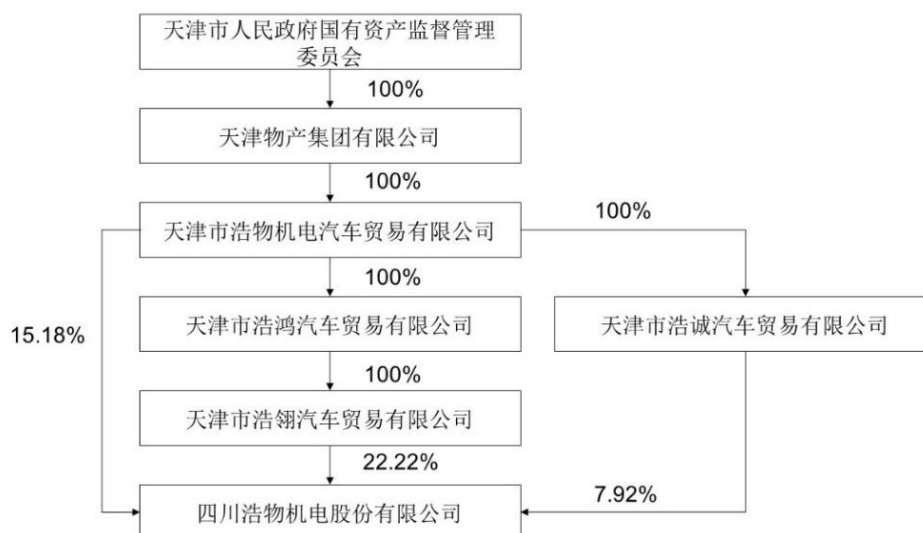 天津市人民政府国有资产监督管理
委员会
100%
天津物产集团有限公司
100%
天津市浩物机电汽车贸易有限公司
100%
100%
15.18%
天津市浩鸿汽车贸易有限公司
天津市浩诚汽车贸易有限公司
100%
天津市浩翎汽车贸易有限公司
22.22%
7.92%
四川浩物机电股份有限公司